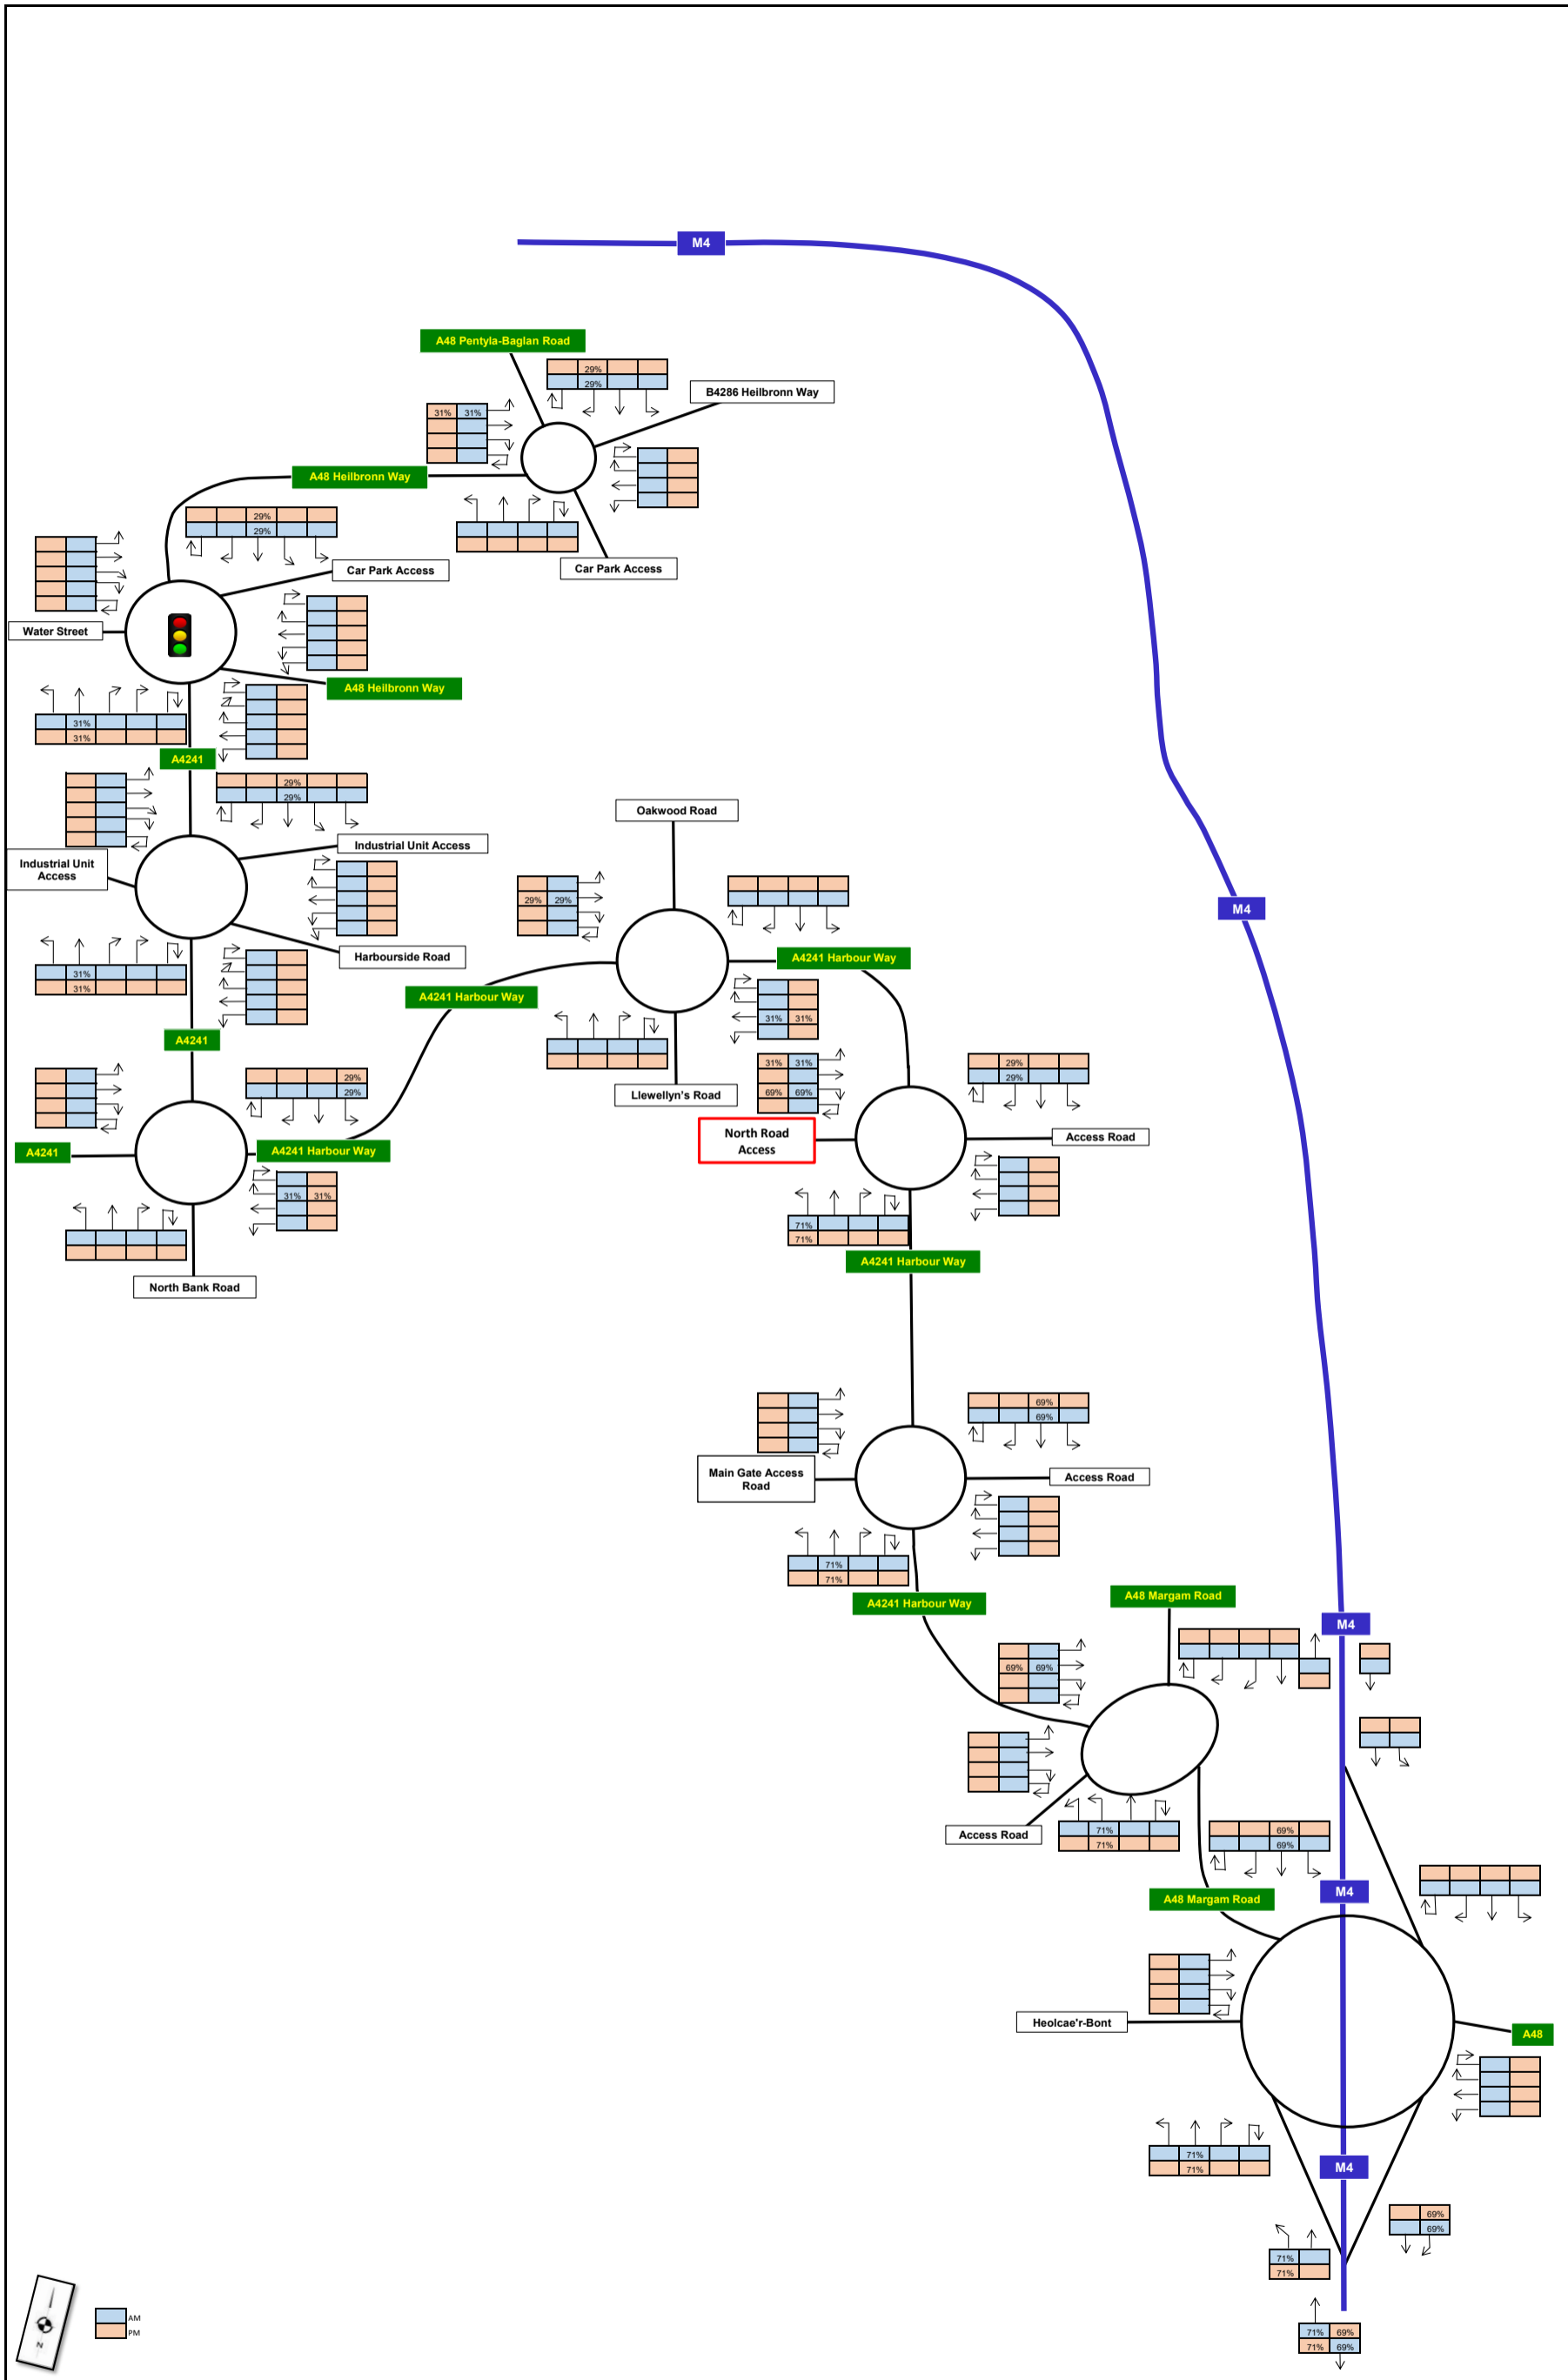 M4
A48 Pentyla-Baglan Road
29%
29%
B4286 Heilbronn Way
31% 31%
A48 Heilbronn Way
29%
29%
Car Park Access
Car Park Access
Water Street
A48 Heilbronn Way
31%
31%
A4241
29%
29%
Oakwood Road
Industrial Unit Access
Industrial Unit
Access
29% 29%
M4
Harbourside Road
A4241 Harbour Way
31%
31%
A4241 Harbour Way
31% 31%
A4241
31% 31%
69% 69%
29%
29%
29%
29%
Llewellyn's Road
North Road
Access
Access Road
A4241
A4241 Harbour Way
31% 31%
71%
71%
A4241 Harbour Way
North Bank Road
69%
69%
Main Gate Access
Road
Access Road
71%
71%
A4241 Harbour Way
A48 Margam Road
M4
69% 69%
Access Road
71%
71%
69%
69%
A48 Margam Road
M4
Heolcae'r-Bont
A48
71%
71%
M4
69%
69%
71%
71%
N
AM
PM
71% 69%
71% 69%